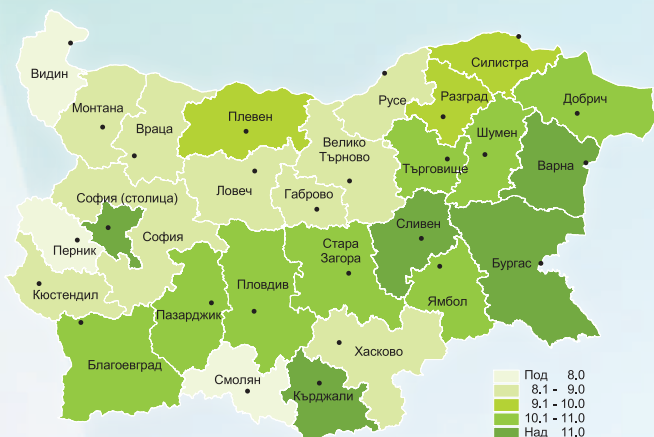 Силистра
Видин
Русе
Разград
Добрич
Монтана
Плевен
Враца
Шумен
Велико
Търново
Търговище
Варна
Ловеч
Габрово
София (столица)
Сливен
София
Перник
Стара
Загора
Бургас
Кюстендил
Пловдив
Ямбол
Пазарджик
Хасково
Благоевград
Смолян
Кърджали
Под 8,0
8.1 - 9.0
9.1 - 10.0
10.1 - 11.0
Над 11.0